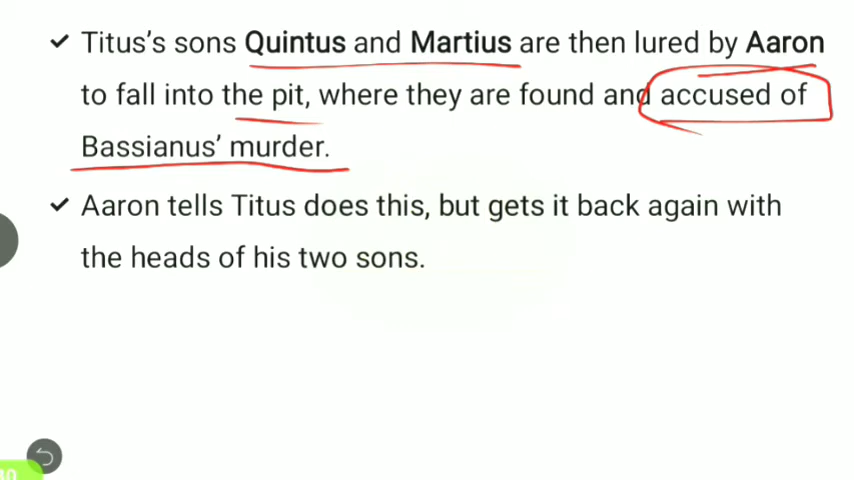 ✓ Titus's sons Quintus and Martius are then lured by Aaron
to fall into the pit, where they are found and accused of
Bassianus' murder.
✓ Aaron tells Titus does this, but gets it back again with
the heads of his two sons.